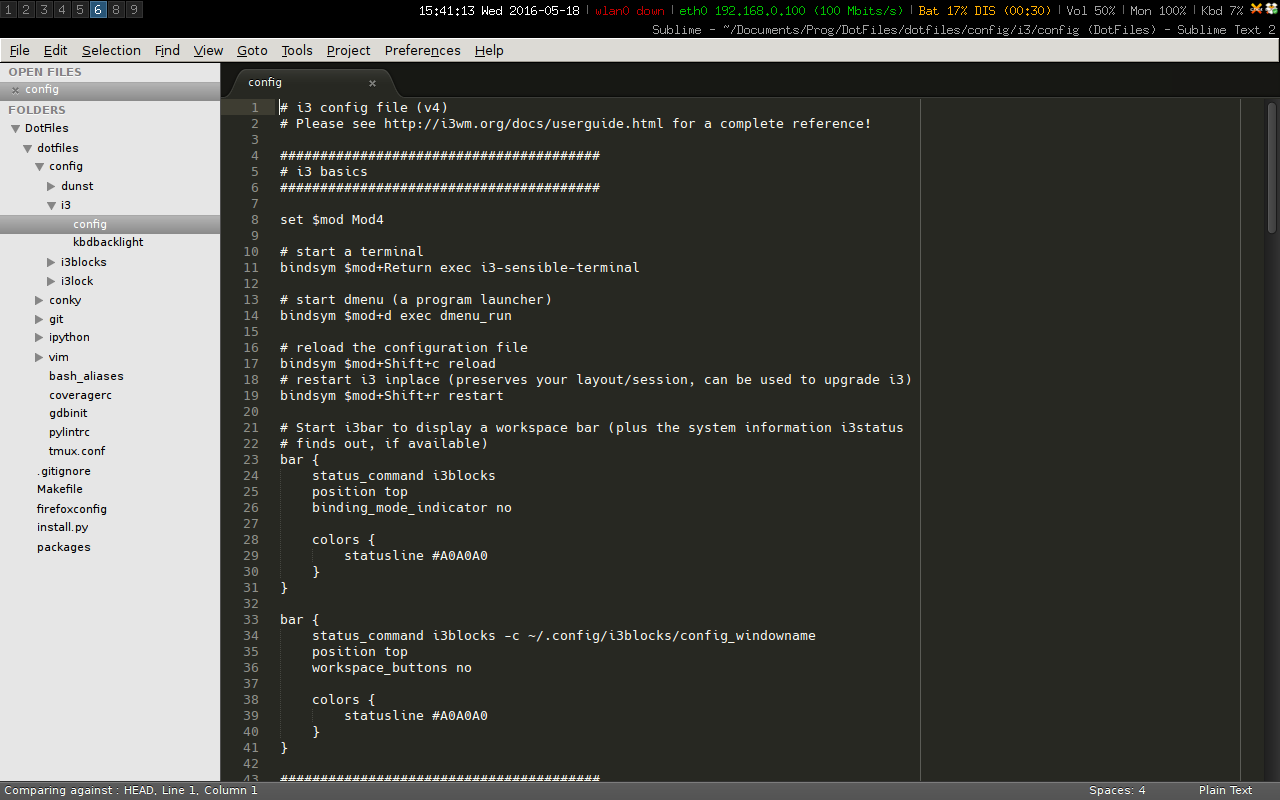 1 2 3 4 5 6 8 9 15:41:13 Wed 2016-05-18 | wlan0 down | eth0 192.168.0.100 (100 Mbits/s) | Bat 17% DIS (00:30) | Vol 50% | Mon 100% | Kbd 7%
Sublime - ~/Documents/Prog/DotFiles/dotfiles/config/i3/config (DotFiles) - Sublime Text 2
File Edit Selection Find View Goto Tools Project Preferences Help
OPEN FILES
config
FOLDERS
DotFiles
dotfiles
config
dunst
i3
config
kbdbacklight
i3blocks
i3lock
conky
git
ipython
vim
bash_aliases
coveragerc
gdbinit
pylintrc
tmux.conf
.gitignore
Makefile
firefoxconfig
install.py
packages
config
1 # i3 config file (v4)
2 # Please see http://i3wm.org/docs/userguide.html for a complete reference!
3
4 ########################################
5 # i3 basics
6 ########################################
7
8 set $mod Mod4
9
10 # start a terminal
11 bindsym $mod+Return exec i3-sensible-terminal
12
13 # start dmenu (a program launcher)
14 bindsym $mod+d exec dmenu_run
15
16 # reload the configuration file
17 bindsym $mod+Shift+c reload
18 # restart i3 inplace (preserves your layout/session, can be used to upgrade i3)
19 bindsym $mod+Shift+r restart
20
21 # Start i3bar to display a workspace bar (plus the system information i3status
22 # finds out, if available)
23 bar {
24 status_command i3blocks
25 position top
26 binding_mode_indicator no
27
28 colors {
29 statusline #A0A0A0
30 }
31 }
32
33 bar {
34 status_command i3blocks -c ~/.config/i3blocks/config_windowname
35 position top
36 workspace_buttons no
37
38 colors {
39 statusline #A0A0A0
40 }
41 }
42
43 ########################################
Comparing against : HEAD, Line 1, Column 1 Spaces: 4 Plain Text